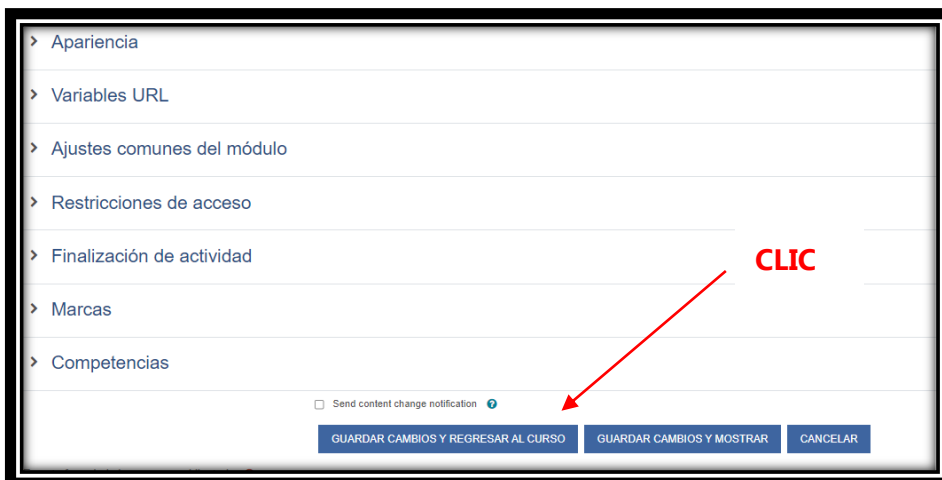 Apariencia
Variables URL
Ajustes comunes del módulo
Restricciones de acceso
Finalización de actividad
CLIC
Marcas
Competencias
Send content change notification
GUARDAR CAMBIOS Y REGRESAR AL CURSO GUARDAR CAMBIOS Y MOSTRAR CANCELAR